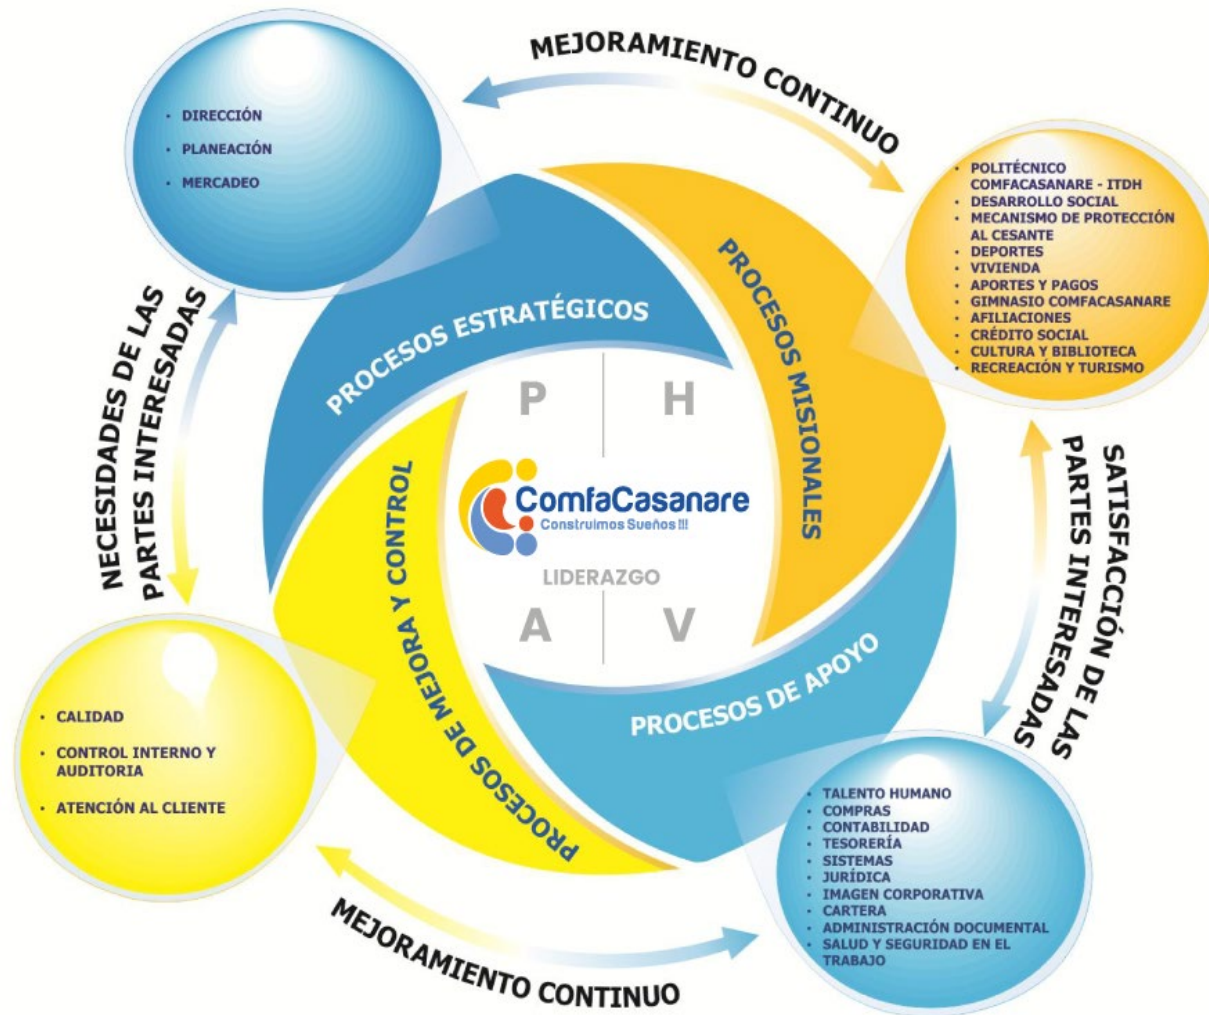 MEJORAMIENTO CONTINUO
• DIRECCIÓN
• PLANEACIÓN
• MERCADEO
• POLITÉCNICO
COMFACASANARE - ITDH
• DESARROLLO SOCIAL
• MECANISMO DE PROTECCIÓN
AL CESANTE
• DEPORTES
• VIVIENDA
• APORTES Y PAGOS
• GIMNASIO COMFACASANARE
• AFILIACIONES
• CRÉDITO SOCIAL
• CULTURA Y BIBLIOTECA
• RECREACIÓN Y TURISMO
PROCESOS ESTRATÉGICOS
PROCESOS MISIONALES
NECESIDADES DE LAS
PARTES INTERESADAS
P H
ComfaCasanare
Construimos Sueños !!!
LIDERAZGO
A V
SATISFACCIÓN DE LAS
PARTES INTERESADAS
PROCESOS DE MEJORA Y CONTROL
PROCESOS DE APOYO
• CALIDAD
• CONTROL INTERNO Y
AUDITORIA
• ATENCIÓN AL CLIENTE
• TALENTO HUMANO
• COMPRAS
• CONTABILIDAD
• TESORERÍA
• SISTEMAS
• JURÍDICA
• IMAGEN CORPORATIVA
• CARTERA
• ADMINISTRACIÓN DOCUMENTAL
• SALUD Y SEGURIDAD EN EL
TRABAJO
MEJORAMIENTO CONTINUO